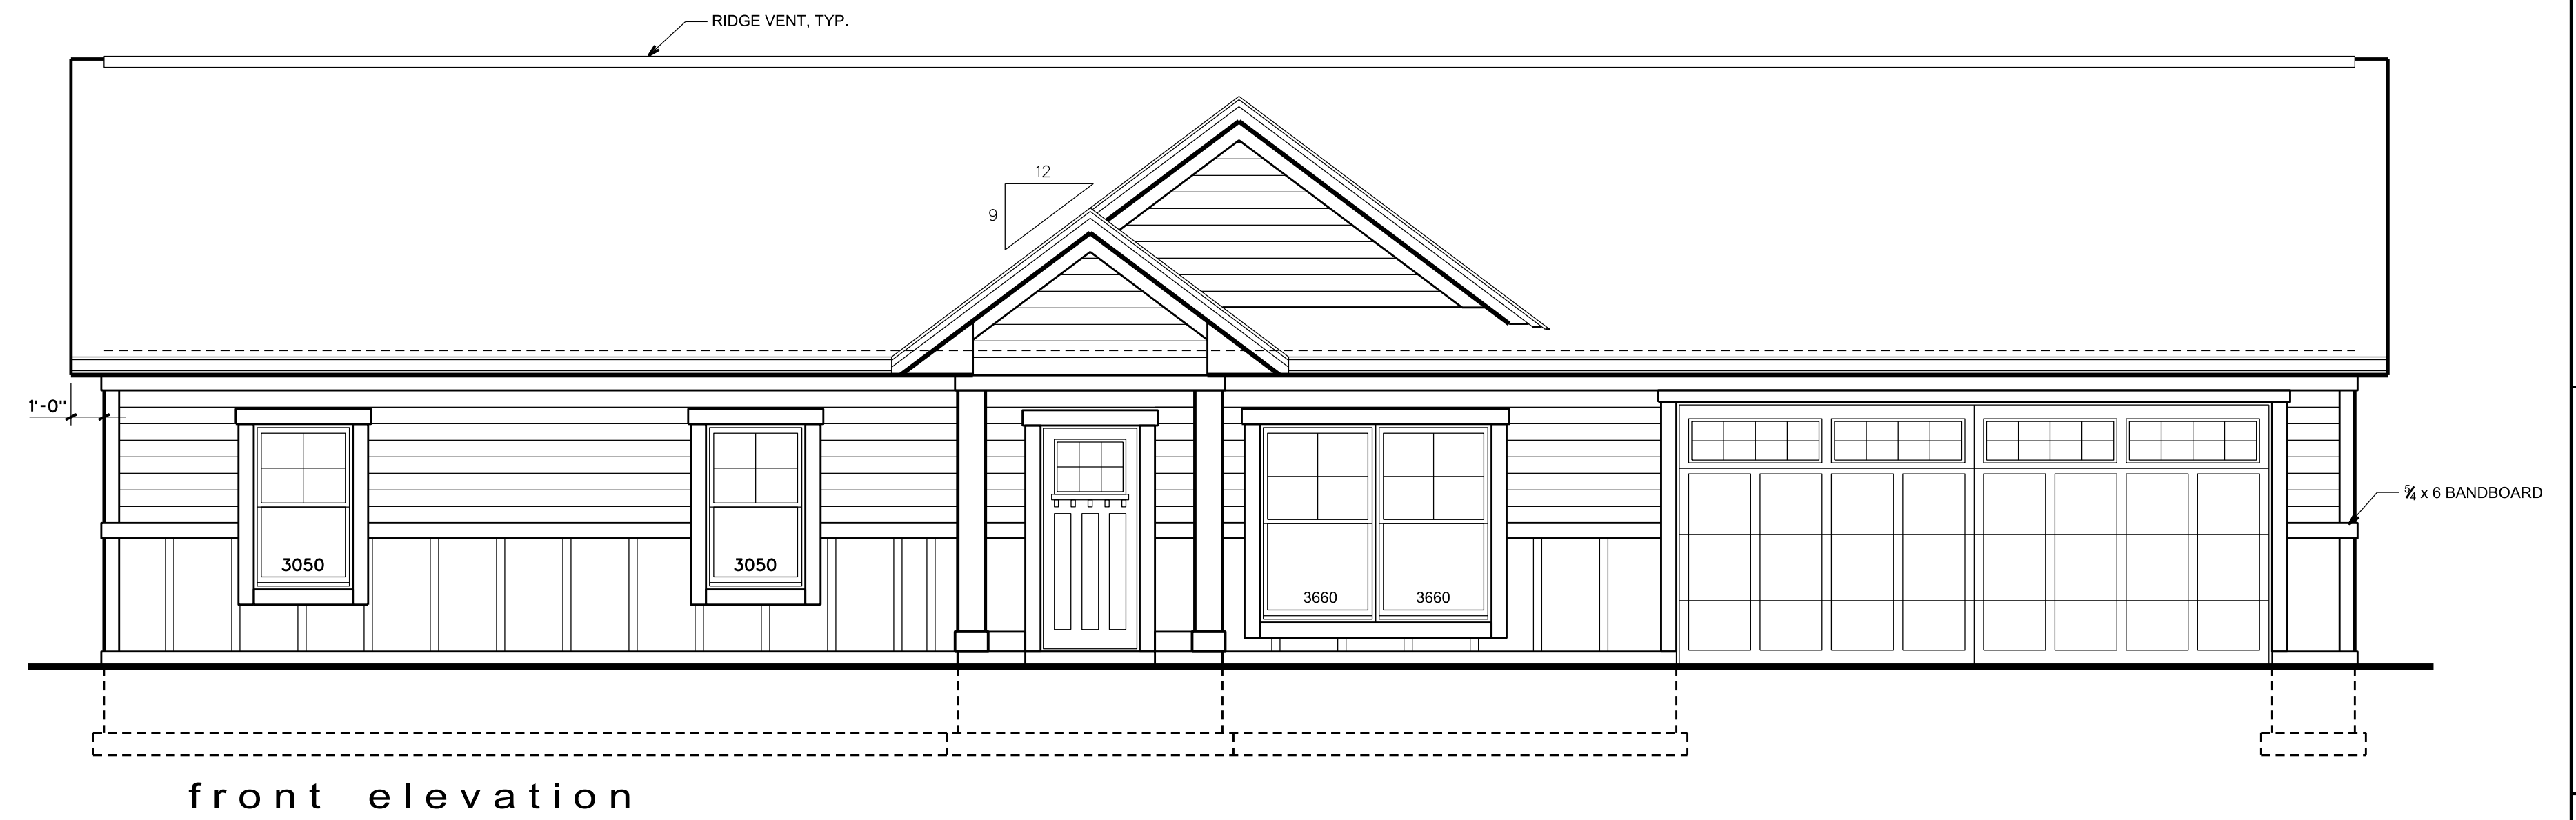 RIDGE VENT, TYP.
12
9
1'-0"
5/4 x 6 BANDBOARD
3050
3050
3660
3660
front elevation